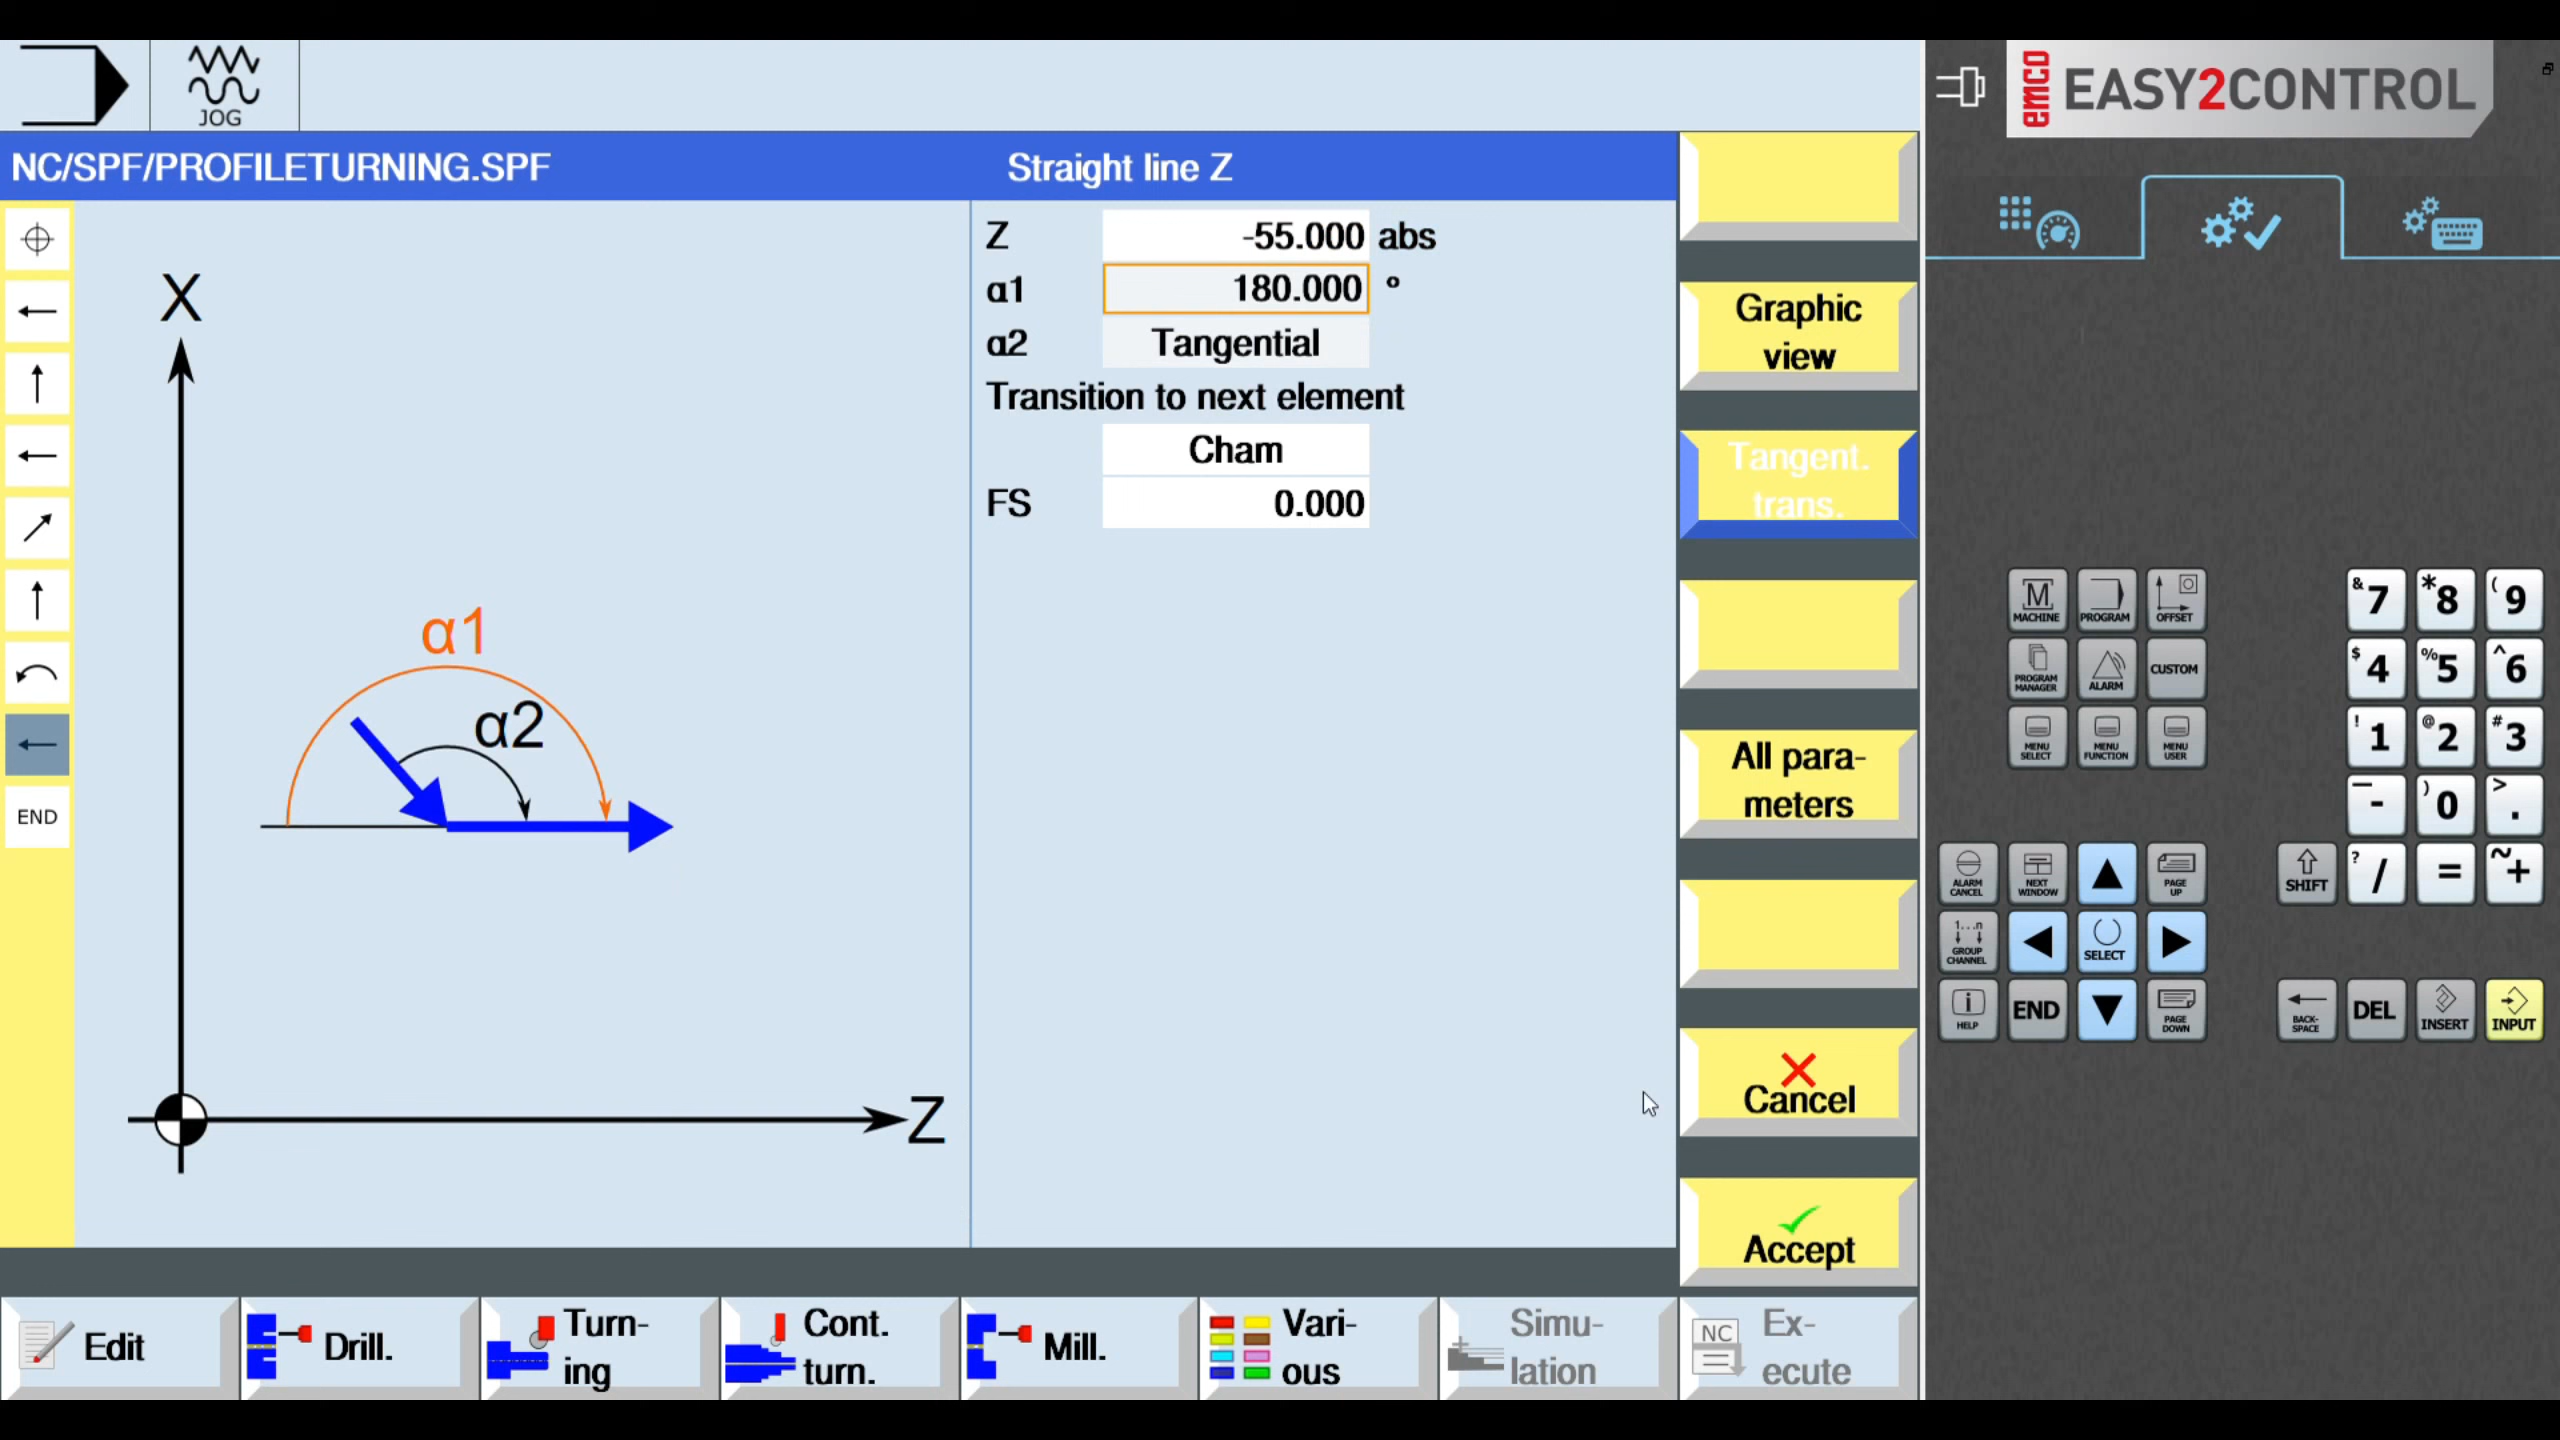 JOG
emco EASY2CONTROL
NC/SPF/PROFILETURNING.SPF
Straight line Z
Z -55.000 abs
α1 180.000 °
α2 Tangential
Transition to next element
Cham
FS 0.000
X
α1
α2
Z
END
Graphic
view
Tangent.
trans.
All para-
meters
Cancel
Accept
Edit
Drill.
Turn-
ing
Cont.
turn.
Mill.
Vari-
ous
Simu-
lation
NC
Ex-
ecute
M
MACHINE
PROGRAM
OFFSET
PROGRAM
MANAGER
ALARM
CUSTOM
MENU
SELECT
MENU
FUNCTION
MENU
USER
& 7 * 8 ( 9
$ 4 % 5 ^ 6
! 1 @ 2 # 3
_ - ) 0 > .
? / = ~ +
ALARM
CANCEL
NEXT
WINDOW
PAGE
UP
SHIFT
1...n
GROUP
CHANNEL
SELECT
i
HELP
END
PAGE
DOWN
BACK-
SPACE
DEL
INSERT
INPUT